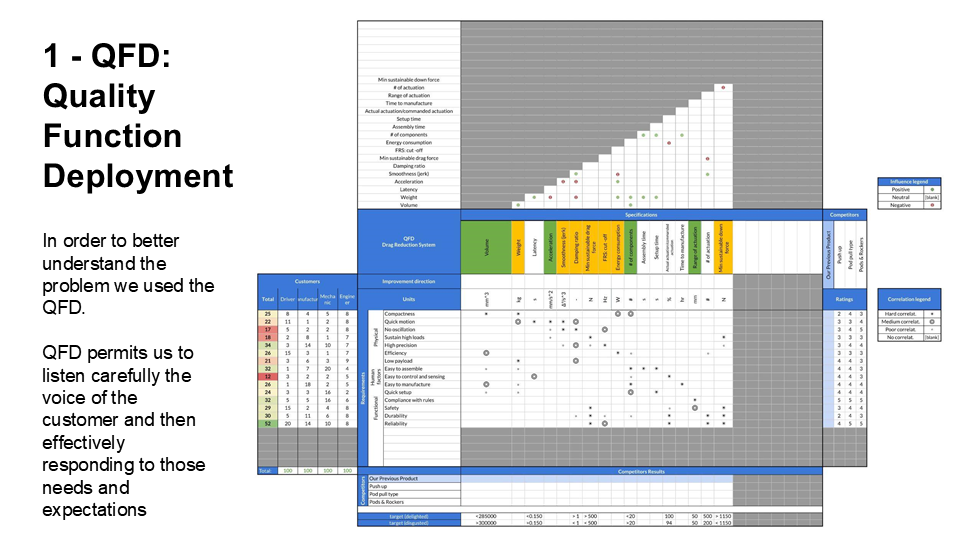 1 - QFD:
Quality
Function
Deployment
In order to better
understand the
problem we used the
QFD.
QFD permits us to
listen carefully the
voice of the
customer and then
effectively
responding to those
needs and
expectations
Min sustainable down force
# of actuation
Range of actuation
Time to manufacture
Actual actuation/commanded actuation
Setup time
Assembly time
# of components
Energy consumption
FRS: cut -off
Min sustainable drag force
Damping ratio
Smoothness (jerk)
Acceleration
Latency
Weight
Volume
Influence legend
Positive
Neutral [blank]
Negative
QFD
Drag Reduction System
Specifications
Competitors
Volume
Weight
Latency
Acceleration
Smoothness (jerk)
Damping ratio
Min sustainable drag force
FRS: cut -off
Energy consumption
# of components
Assembly time
Setup time
Actual actuation/commanded actuation
Time to manufacture
Range of actuation
# of actuation
Min sustainable down force
Our Previous Product
Push up
Pod pull type
Pods & Rockers
Customers
Improvement direction
Total Driver Mecha nic Engine er
Units mm^3 kg s mm/s^2 Δ/s^3 - N Hz W # s s % hr mm # N
Ratings
Correlation legend
Hard correlat.
Medium correlat.
Poor correlat.
No correlat. [blank]
Requirements
Physical
Human factors
Functional
25 8 4 5 8 Compactness 2 4 3
22 11 1 2 8 Quick motion 3 3 4
17 5 2 2 8 No oscillation 3 4 5
18 2 8 1 7 Sustain high loads 3 4 3
34 3 14 10 7 High precision 3 4 4
26 15 3 1 7 Efficiency 3 3 3
21 3 6 3 9 Low payload 4 4 3
32 1 7 20 4 Easy to assemble 4 4 3
12 3 2 2 5 Easy to control and sensing 4 4 3
26 1 18 2 5 Easy to manufacture 4 4 4
24 3 3 16 2 Quick setup 4 4 3
32 5 5 16 6 Compliance with rules 5 5 5
29 15 2 4 8 Safety 3 4 4
30 5 11 6 8 Durability 2 4 3
52 20 14 10 8 Reliability 4 5 5
Total 100 100 100 100
Competitors Results
Competitors
Our Previous Product
Push up
Pod pull type
Pods & Rockers
target (delighted) <285000 <0.150 <1 >500 <20 100 50 500 >1150
target (disgusted) <300000 <0.150 <1 >500 <20 94 50 200 >1150